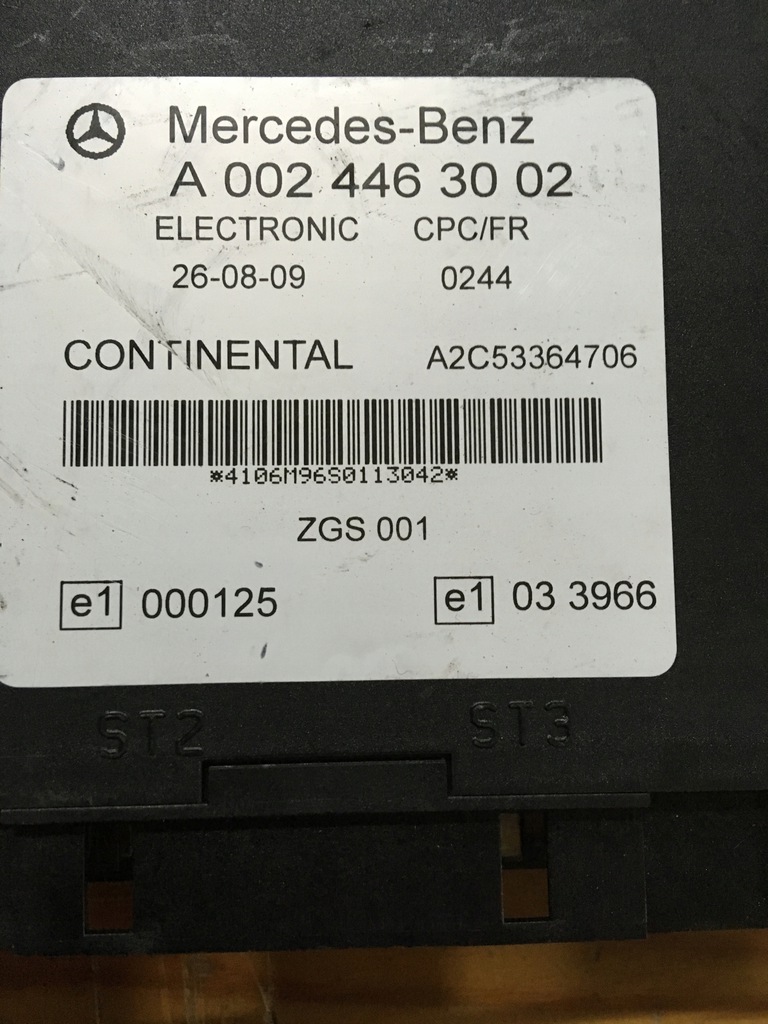 Mercedes-Benz
A 002 446 30 02
ELECTRONIC CPC/FR
26-08-09 0244
CONTINENTAL A2C53364706
*4106M96S0113042*
ZGS 001
e1 000125 e1 03 3966
ST2 ST3